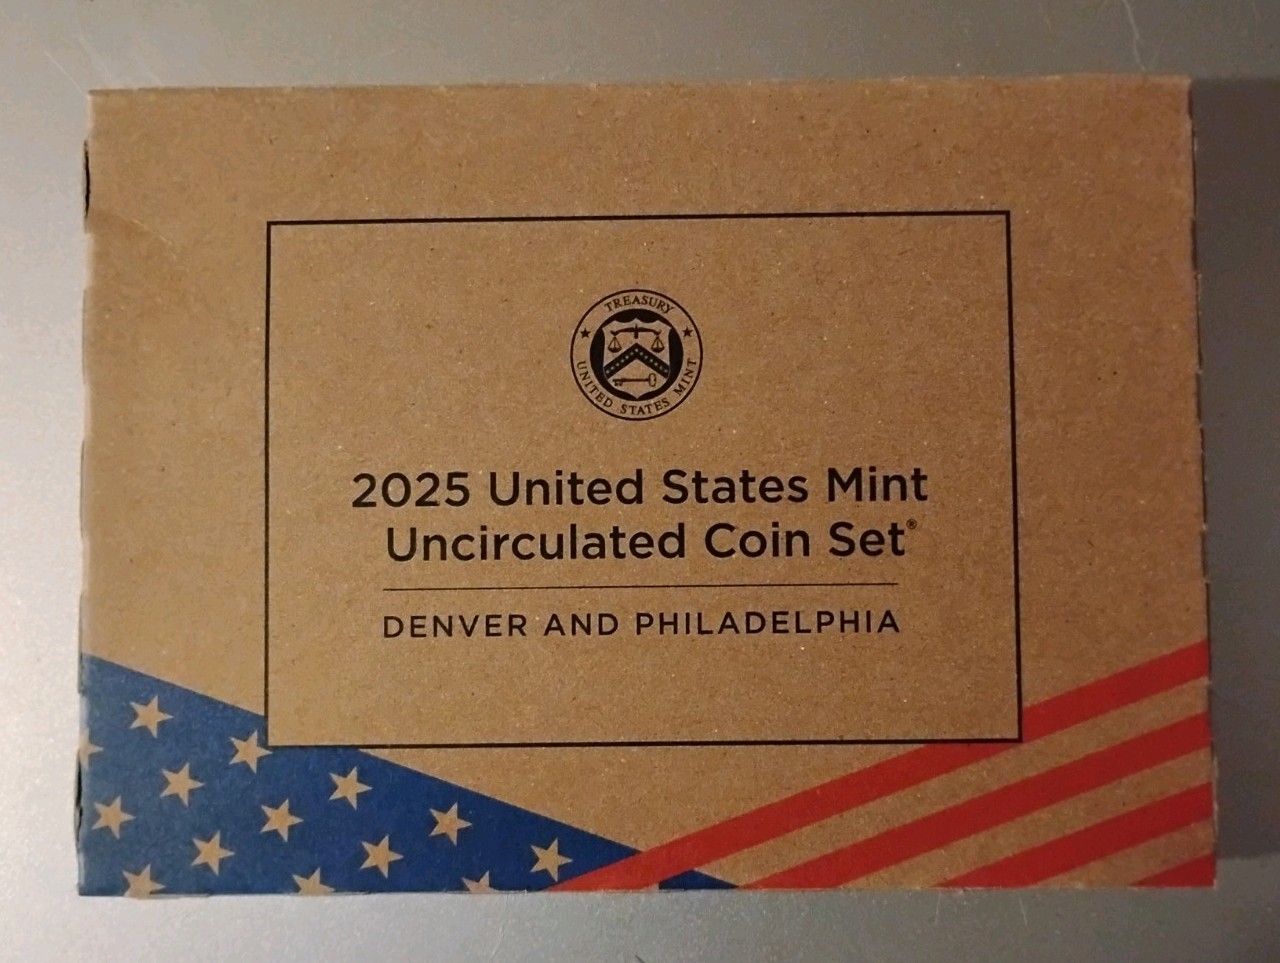 TREASURY
UNITED STATES MINT
2025 United States Mint
Uncirculated Coin Set®
DENVER AND PHILADELPHIA